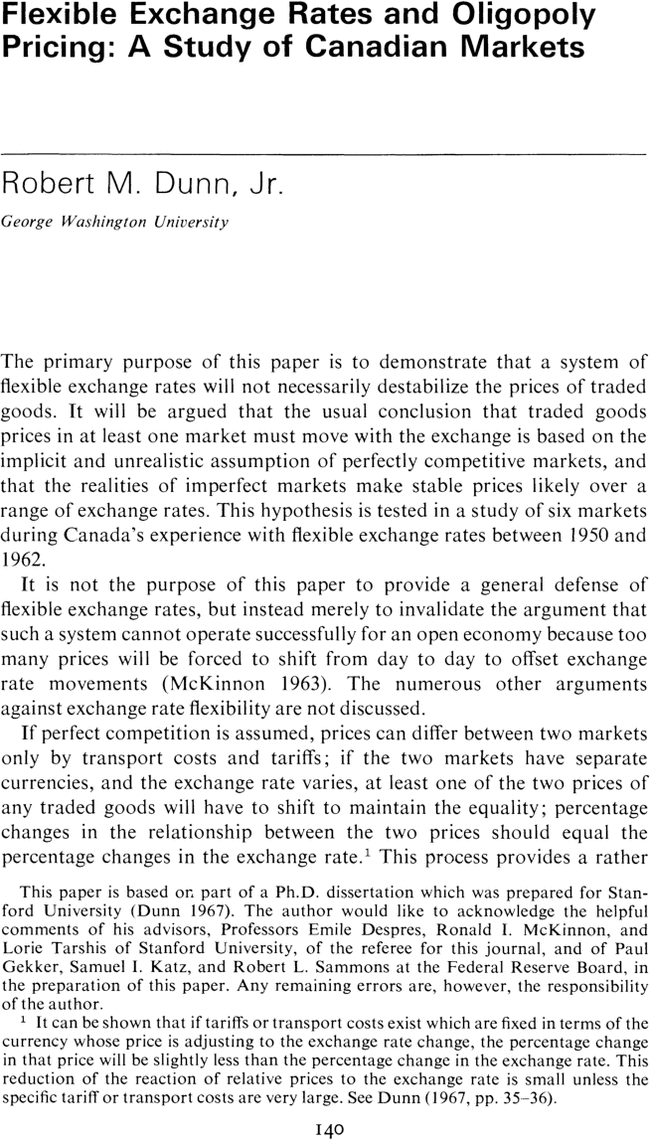 Flexible Exchange Rates and Oligopoly
Pricing: A Study of Canadian Markets
Robert M. Dunn, Jr.
George Washington University
The primary purpose of this paper is to demonstrate that a system of
flexible exchange rates will not necessarily destabilize the prices of traded
goods. It will be argued that the usual conclusion that traded goods
prices in at least one market must move with the exchange is based on the
implicit and unrealistic assumption of perfectly competitive markets, and
that the realities of imperfect markets make stable prices likely over a
range of exchange rates. This hypothesis is tested in a study of six markets
during Canada's experience with flexible exchange rates between 1950 and
1962.
It is not the purpose of this paper to provide a general defense of
flexible exchange rates, but instead merely to invalidate the argument that
such a system cannot operate successfully for an open economy because too
many prices will be forced to shift from day to day to offset exchange
rate movements (McKinnon 1963). The numerous other arguments
against exchange rate flexibility are not discussed.
If perfect competition is assumed, prices can differ between two markets
only by transport costs and tariffs; if the two markets have separate
currencies, and the exchange rate varies, at least one of the two prices of
any traded goods will have to shift to maintain the equality; percentage
changes in the relationship between the two prices should equal the
percentage changes in the exchange rate.¹ This process provides a rather
This paper is based on part of a Ph.D. dissertation which was prepared for Stan-
ford University (Dunn 1967). The author would like to acknowledge the helpful
comments of his advisors, Professors Emile Despres, Ronald I. McKinnon, and
Lorie Tarshis of Stanford University, of the referee for this journal, and of Paul
Gekker, Samuel I. Katz, and Robert L. Sammons at the Federal Reserve Board, in
the preparation of this paper. Any remaining errors are, however, the responsibility
of the author.
¹ It can be shown that if tariffs or transport costs exist which are fixed in terms of the
currency whose price is adjusting to the exchange rate change, the percentage change
in that price will be slightly less than the percentage change in the exchange rate. This
reduction of the reaction of relative prices to the exchange rate is small unless the
specific tariff or transport costs are very large. See Dunn (1967, pp. 35–36).
140